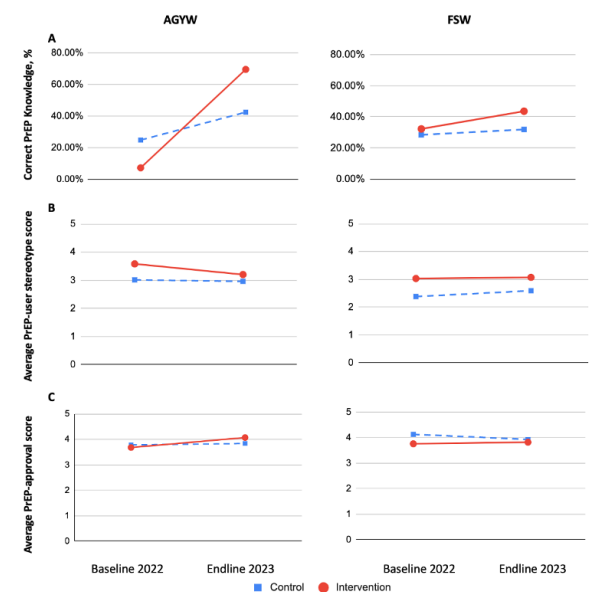 AGYW
FSW
A
Correct PrEP Knowledge, %
80.00%
60.00%
40.00%
20.00%
0.00%
80.00%
60.00%
40.00%
20.00%
0.00%
B
Average PrEP-user stereotype score
5
4
3
2
1
0
5
4
3
2
1
0
C
Average PrEP-approval score
5
4
3
2
1
0
5
4
3
2
1
0
Baseline 2022
Endline 2023
Baseline 2022
Endline 2023
Control
Intervention